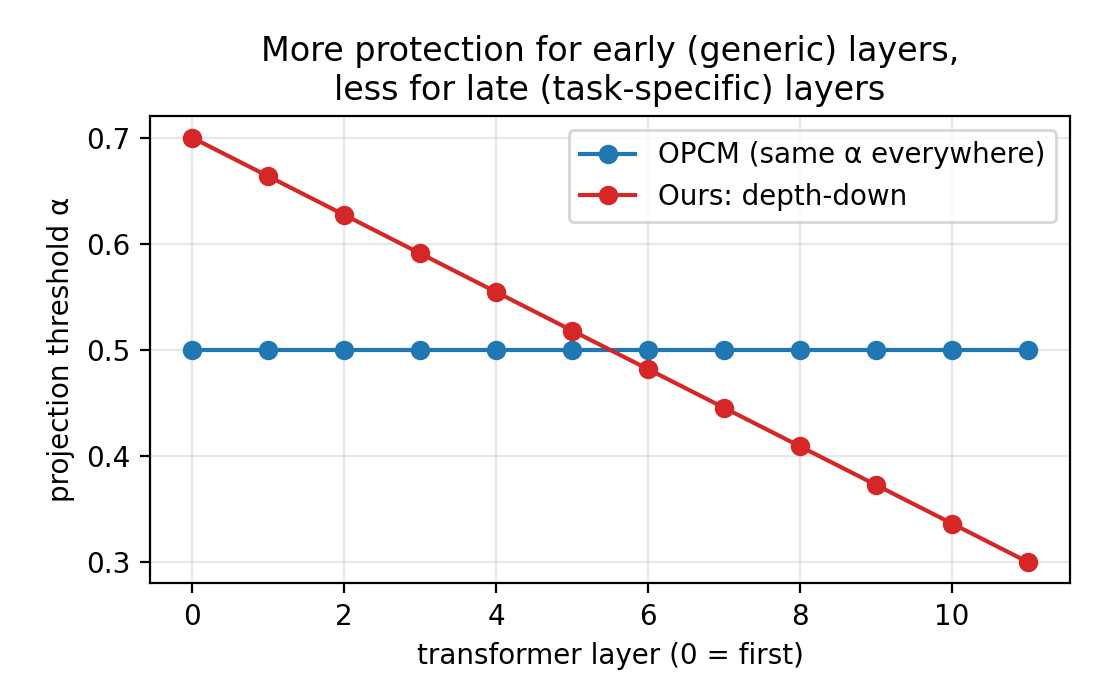 More protection for early (generic) layers,
less for late (task-specific) layers
OPCM (same α everywhere)
Ours: depth-down
projection threshold α
0.7
0.6
0.5
0.4
0.3
0 2 4 6 8 10
transformer layer (0 = first)